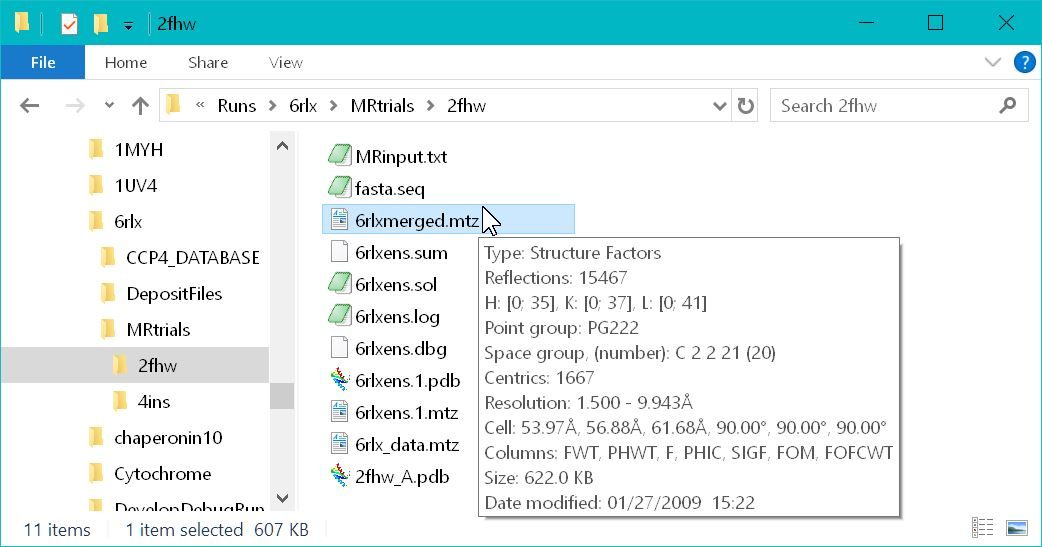 2fhw
File Home Share View
« Runs > 6rlx > MRtrials > 2fhw
Search 2fhw
1MYH
1UV4
6rlx
CCP4_DATABASE
DepositFiles
MRtrials
2fhw
4ins
chaperonin10
Cytochrome
DevelopDebugRun
MRinput.txt
fasta.seq
6rlxmerged.mtz
6rlxens.sum
6rlxens.sol
6rlxens.log
6rlxens.dbg
6rlxens.1.pdb
6rlxens.1.mtz
6rlx_data.mtz
2fhw_A.pdb
Type: Structure Factors
Reflections: 15467
H: [0; 35], K: [0; 37], L: [0; 41]
Point group: PG222
Space group, (number): C 2 2 21 (20)
Centrics: 1667
Resolution: 1.500 - 9.943Å
Cell: 53.97Å, 56.88Å, 61.68Å, 90.00°, 90.00°, 90.00°
Columns: FWT, PHWT, F, PHIC, SIGF, FOM, FOFCWT
Size: 622.0 KB
Date modified: 01/27/2009 15:22
11 items 1 item selected 607 KB